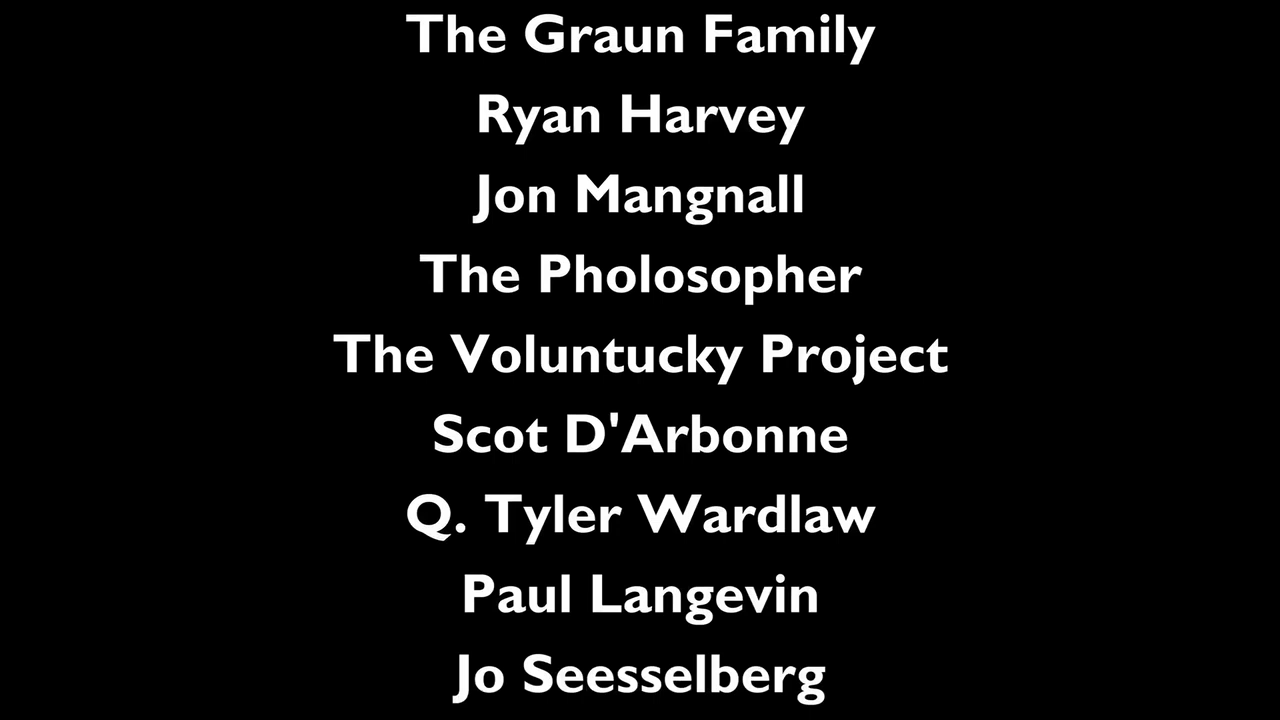 The Graun Family
Ryan Harvey
Jon Mangnall
The Pholosopher
The Voluntucky Project
Scot D'Arbonne
Q. Tyler Wardlaw
Paul Langevin
Jo Seesselberg